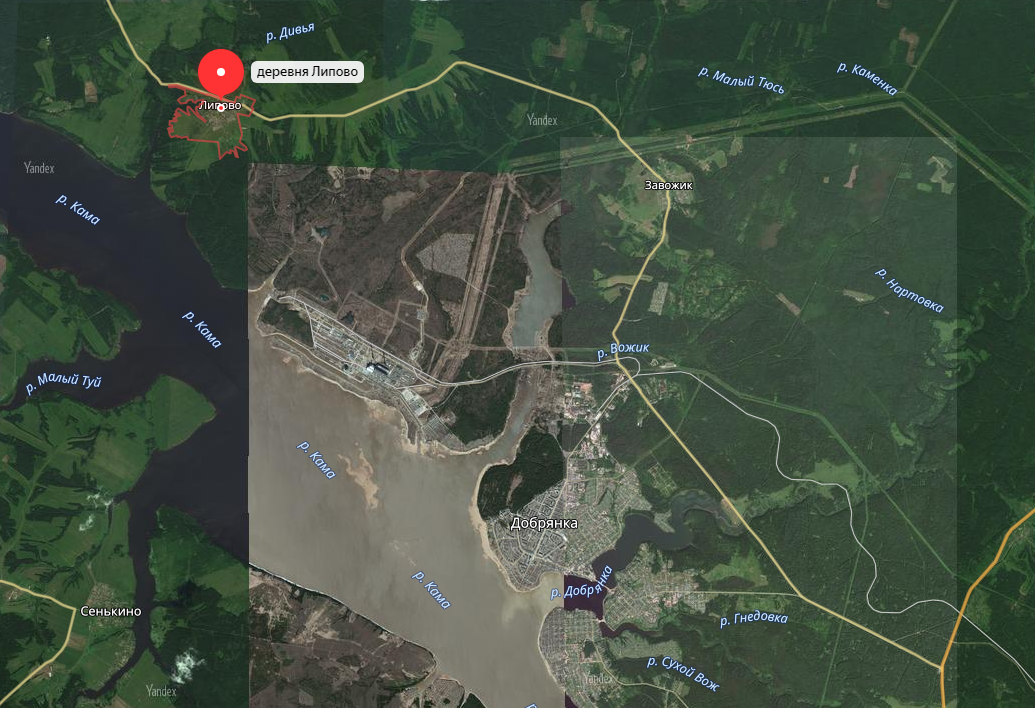 р. Дивья
деревня Липово
Липово
р. Малый Тюсь
р. Каменка
Yandex
Yandex
Завожик
р. Кама
р. Нартовка
р. Кама
р. Вожик
р. Малый Туй
р. Кама
Добрянка
р. Кама
р. Добрянка
Сенькино
р. Гнедовка
р. Сухой Вож
Yandex
Yandex